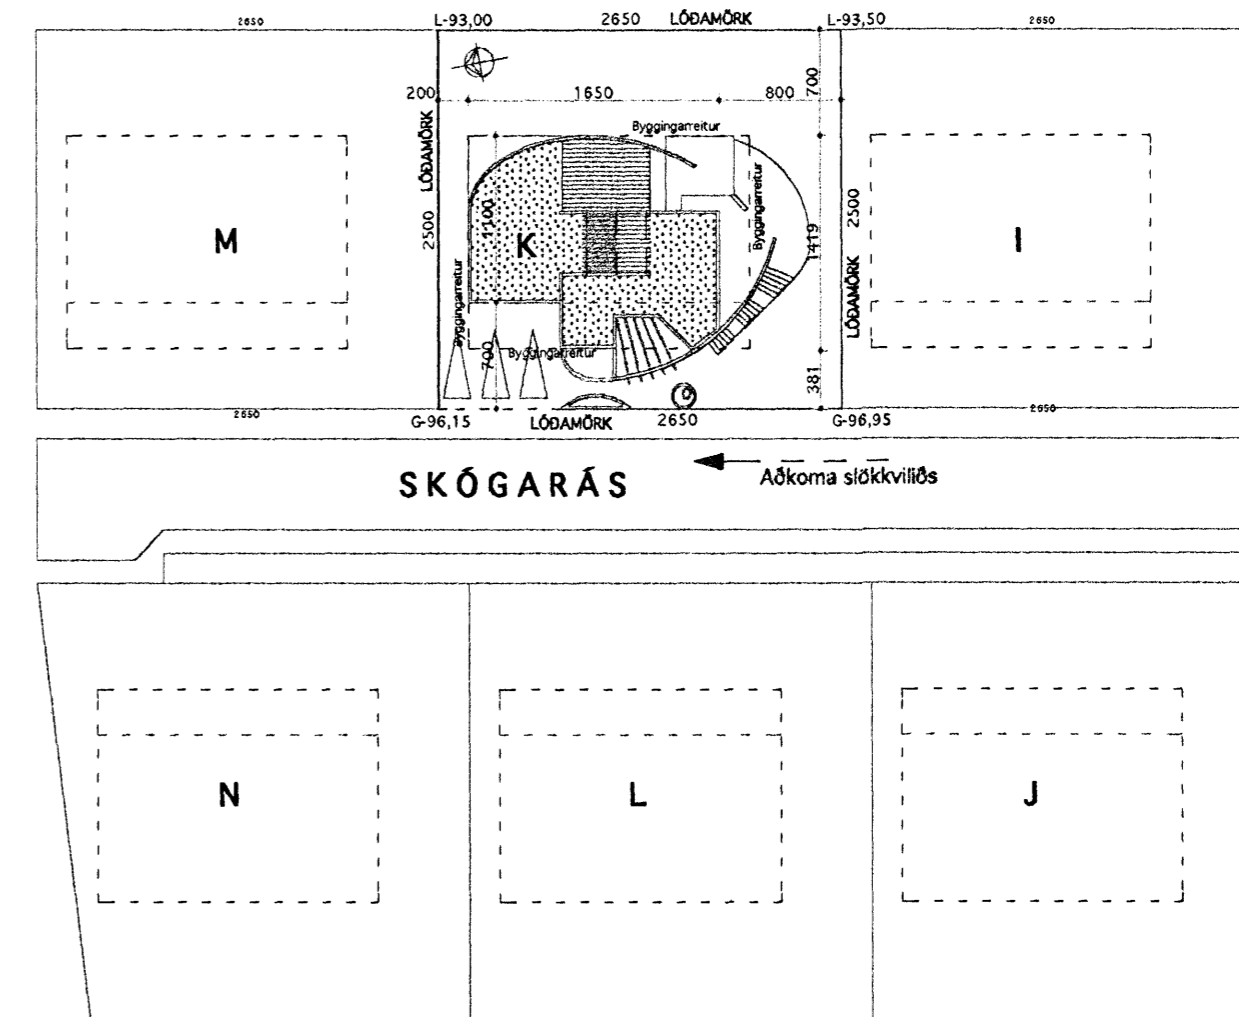 2650
L-93,00
2650
LÓÐAMÖRK
L-93,50
2650
200
1650
800
700
Byggingarreitur
LÓÐAMÖRK
2500
1100
K
M
I
Byggingarreitur
1419
2500
LÓÐAMÖRK
Byggingarreitur
700
Byggingarreitur
381
2650
G-96,15
LÓÐAMÖRK
2650
G-96,95
2650
SKÓGARÁS
Aðkoma slökkviliðs
N
L
J